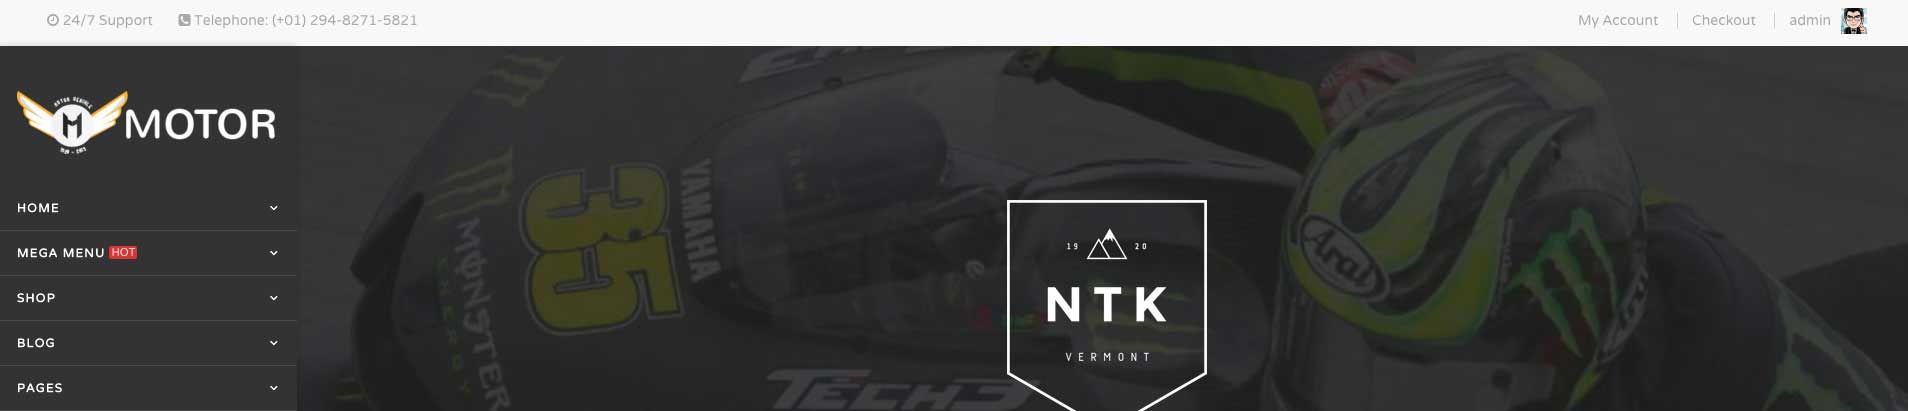 24/7 Support Telephone: (+01) 294-8271-5821
My Account Checkout admin
MOTOR
HOME
MEGA MENU HOT
SHOP
BLOG
PAGES
35
YAMAHA
MONSTER
ENERGY
TECH3
19 20
NTK
VERMONT
Arai